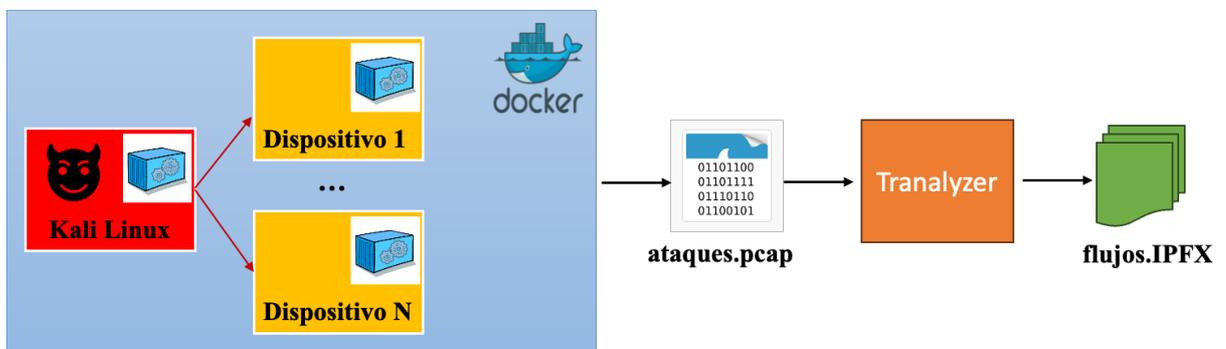 docker
Dispositivo 1
Kali Linux
...
Dispositivo N
01101100
01101111
01110110
01100101
ataques.pcap
Tranalyzer
flujos.IPFX